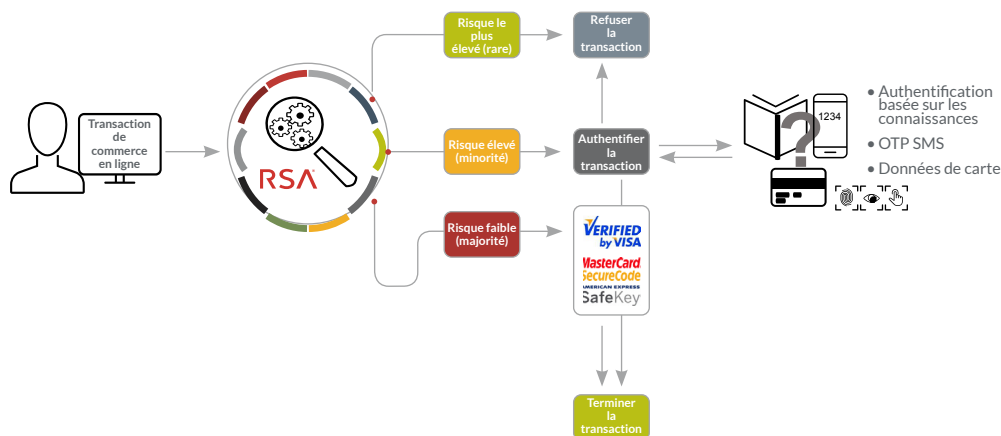 Transaction
de
commerce
en ligne
RSA
Risque le
plus
élevé (rare)
Refuser
la
transaction
Risque élevé
(minorité)
Authentifier
la
transaction
1234
?
• Authentification
basée sur les
connaissances
• OTP SMS
• Données de carte
Risque faible
(majorité)
VERIFIED
by VISA
MasterCard
SecureCode
AMERICAN EXPRESS
SafeKey
Terminer
la
transaction